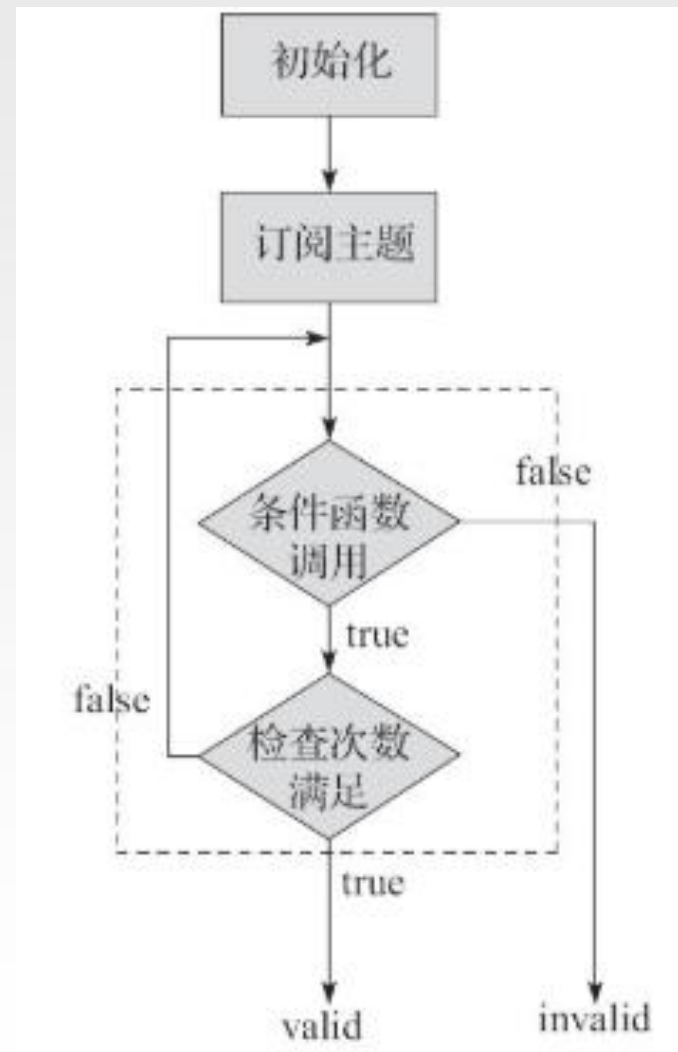 初始化
订阅主题
条件函数
调用
false
true
false
检查次数
满足
true
valid
invalid